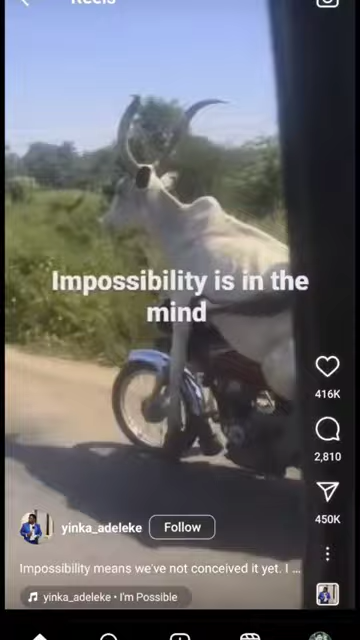 Reels
Impossibility is in the
mind
416K
2,810
450K
yinka_adeleke Follow
Impossibility means we've not conceived it yet. I ...
yinka_adeleke • I'm Possible